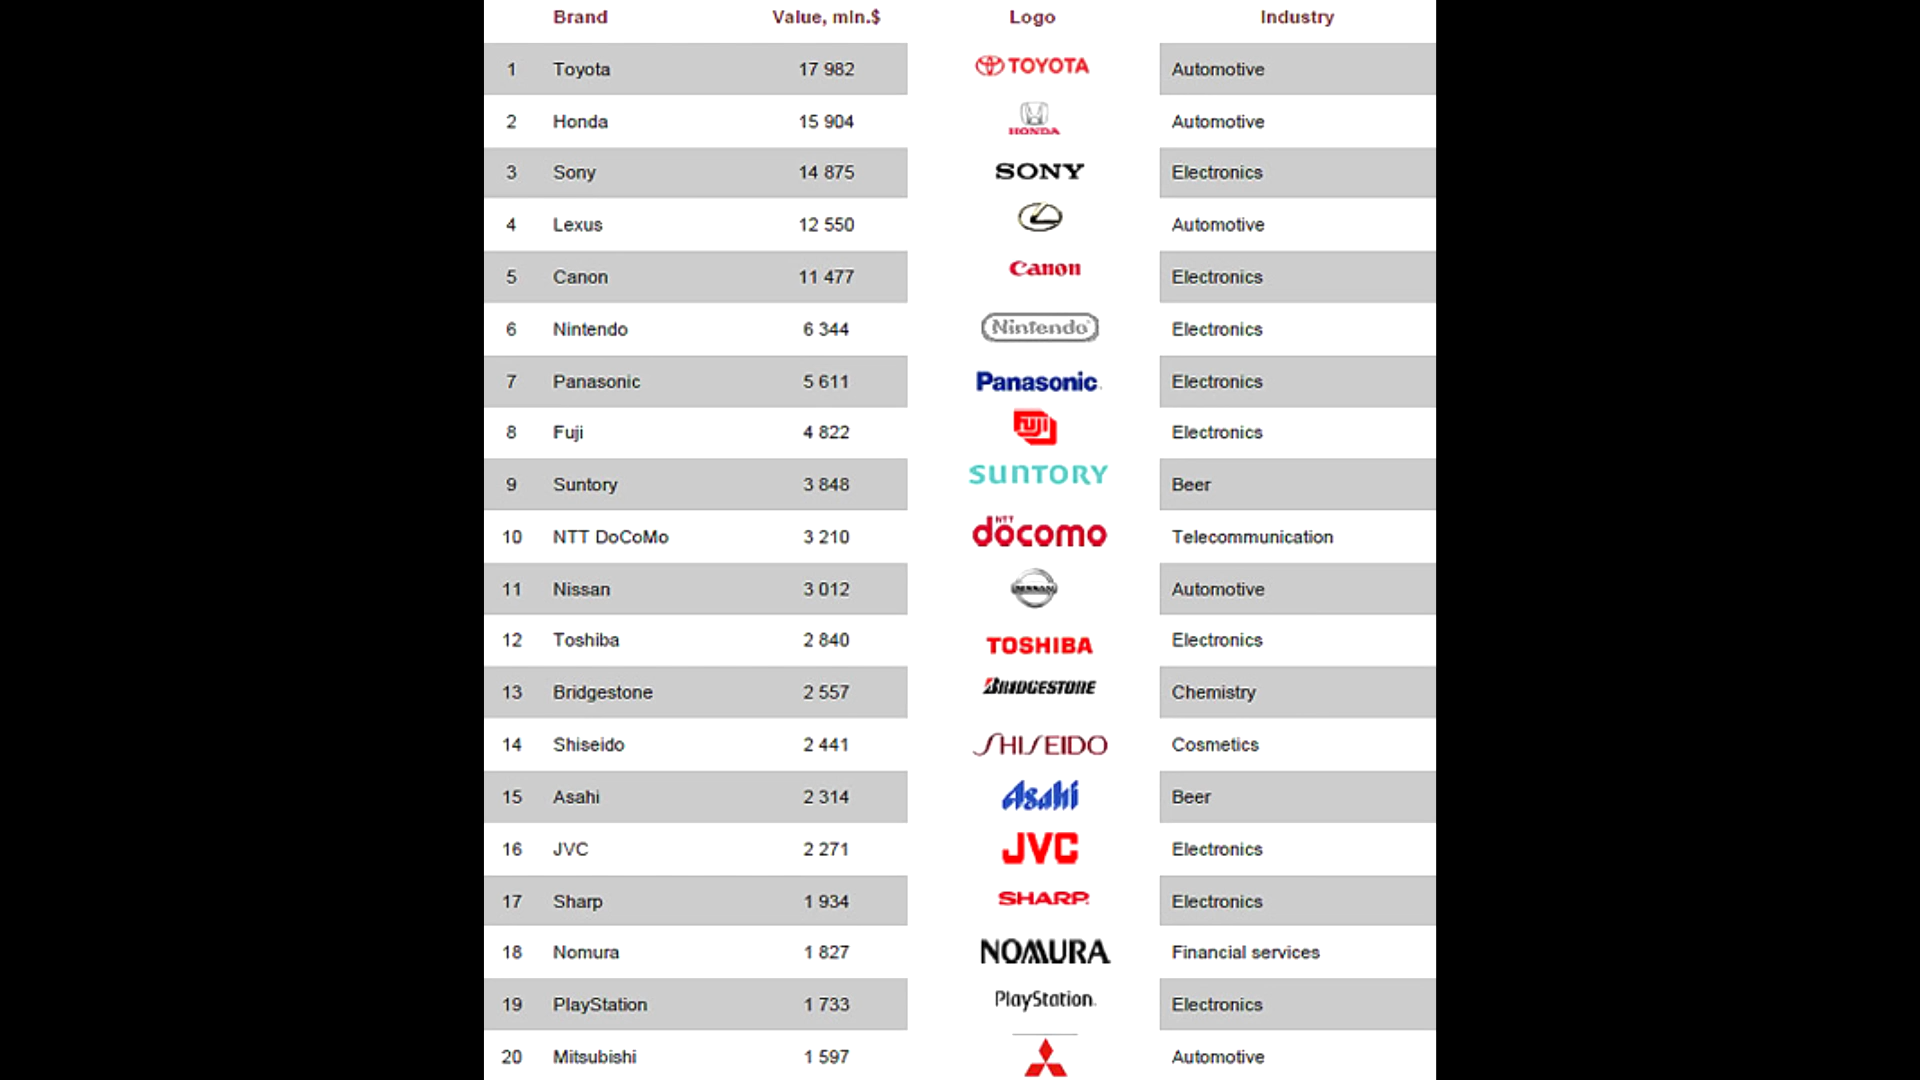 Brand Value, mln.$ Logo Industry
1 Toyota 17 982 TOYOTA Automotive
2 Honda 15 904 HONDA Automotive
3 Sony 14 875 SONY Electronics
4 Lexus 12 550 Automotive
5 Canon 11 477 Canon Electronics
6 Nintendo 6 344 Nintendo Electronics
7 Panasonic 5 611 Panasonic Electronics
8 Fuji 4 822 FUJI Electronics
9 Suntory 3 848 SUNTORY Beer
10 NTT DoCoMo 3 210 NTT docomo Telecommunication
11 Nissan 3 012 NISSAN Automotive
12 Toshiba 2 840 TOSHIBA Electronics
13 Bridgestone 2 557 BRIDGESTONE Chemistry
14 Shiseido 2 441 SHISEIDO Cosmetics
15 Asahi 2 314 Asahi Beer
16 JVC 2 271 JVC Electronics
17 Sharp 1 934 SHARP Electronics
18 Nomura 1 827 NOMURA Financial services
19 PlayStation 1 733 PlayStation Electronics
20 Mitsubishi 1 597 Automotive